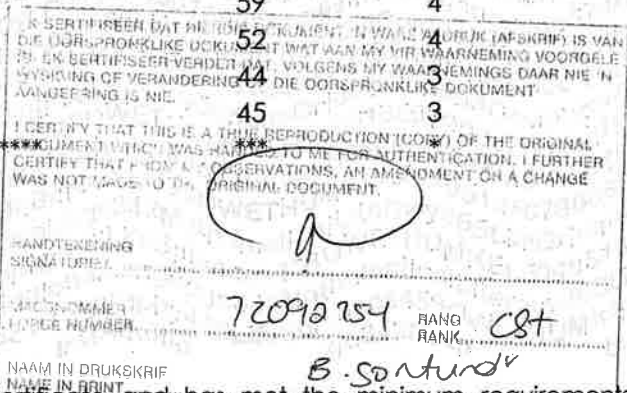 59 4
EK SERTIFISEER DAT HIERDIE DOKUMENT 'N WARE AFDRUK (AFSKRIF) IS VAN
DIE OORSPRONKLIKE DOKUMENT WAT AAN MY VIR WAARNEMING VOORGELE
52 4
IS. EK SERTIFISEER VERDER DAT, VOLGENS MY WAARNEMINGS DAAR NIE 'N
WYSIGING OF VERANDERING OP DIE OORSPRONKLIKE DOKUMENT
44 3
AANGEBRING IS NIE.
45 3
I CERTIFY THAT THIS IS A TRUE REPRODUCTION (COPY) OF THE ORIGINAL
**** *** *
DOCUMENT WHICH WAS HANDED TO ME FOR AUTHENTICATION. I FURTHER
CERTIFY THAT FROM MY OBSERVATIONS, AN AMENDMENT OR A CHANGE
WAS NOT MADE TO THE ORIGINAL DOCUMENT.
HANDTEKENING
SIGNATURE
MAGSNOMMER
FORCE NUMBER 72092254 RANG
RANK CST
NAAM IN DRUKSKRIF
NAME IN PRINT B.
and has met the minimum requirements